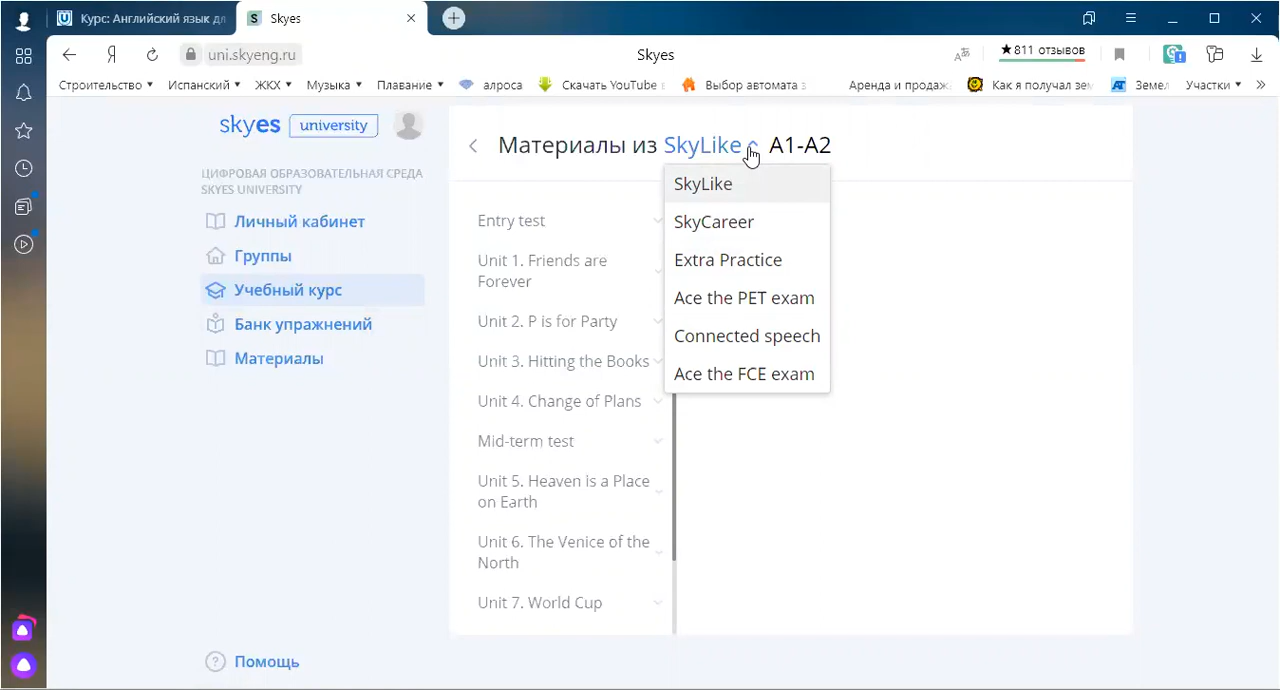 Курс: Английский язык дл
S Skyes
uni.skyeng.ru
Skyes
★811 отзывов
Строительство
Испанский
ЖКХ
Музыка
Плавание
алроса
Скачать YouTube
Выбор автомата
Аренда и продаж
Как я получал зем
Земел
Участки
skyes university
ЦИФРОВАЯ ОБРАЗОВАТЕЛЬНАЯ СРЕДА
SKYES UNIVERSITY
Личный кабинет
Группы
Учебный курс
Банк упражнений
Материалы
Помощь
Материалы из SkyLike A1-A2
SkyLike
SkyCareer
Extra Practice
Ace the PET exam
Connected speech
Ace the FCE exam
Entry test
Unit 1. Friends are
Forever
Unit 2. P is for Party
Unit 3. Hitting the Books
Unit 4. Change of Plans
Mid-term test
Unit 5. Heaven is a Place
on Earth
Unit 6. The Venice of the
North
Unit 7. World Cup